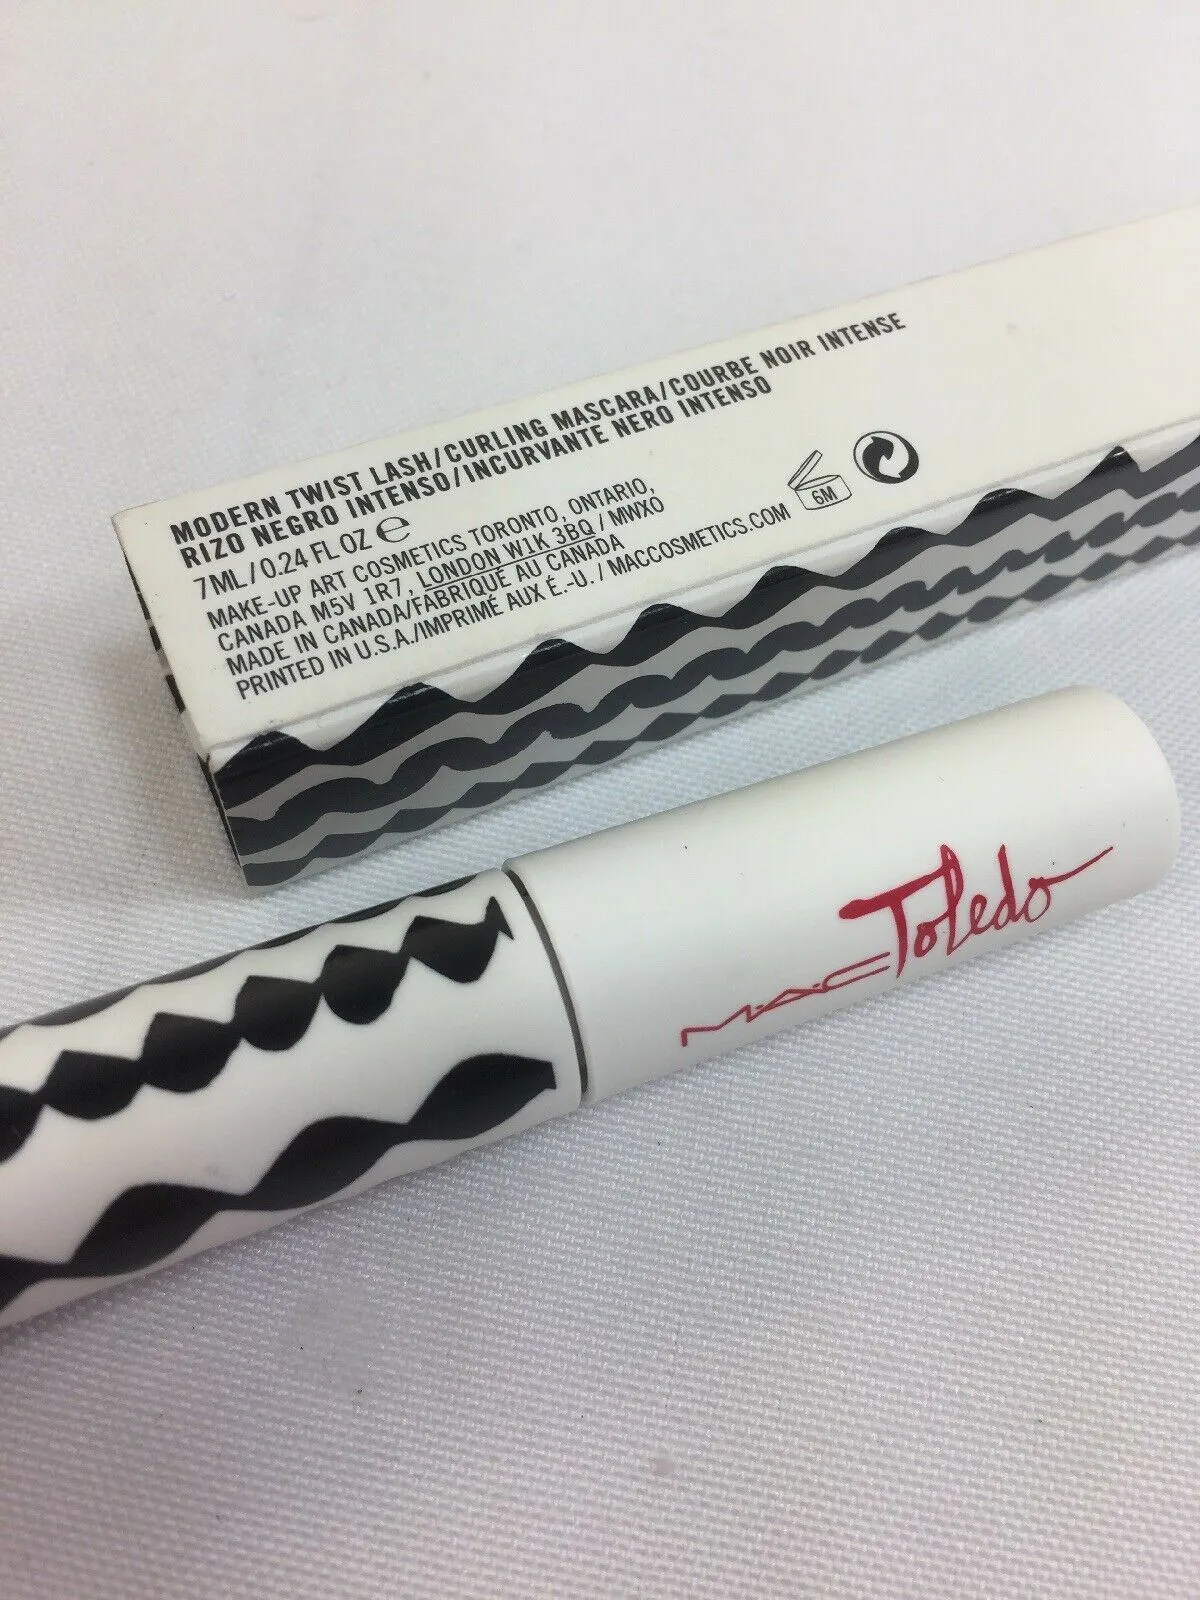 MODERN TWIST LASH/CURLING MASCARA/COURBE NOIR INTENSE
RIZO NEGRO INTENSO/INCURVANTE NERO INTENSO
7ML/0.24 FL OZ ℮
MAKE-UP ART COSMETICS TORONTO, ONTARIO,
CANADA M5V 1R7, LONDON W1K 3BQ / MWXO
MADE IN CANADA/FABRIQUÉ AU CANADA
PRINTED IN U.S.A./IMPRIMÉ AUX É.-U. / MACCOSMETICS.COM
6M
M·A·C Toledo